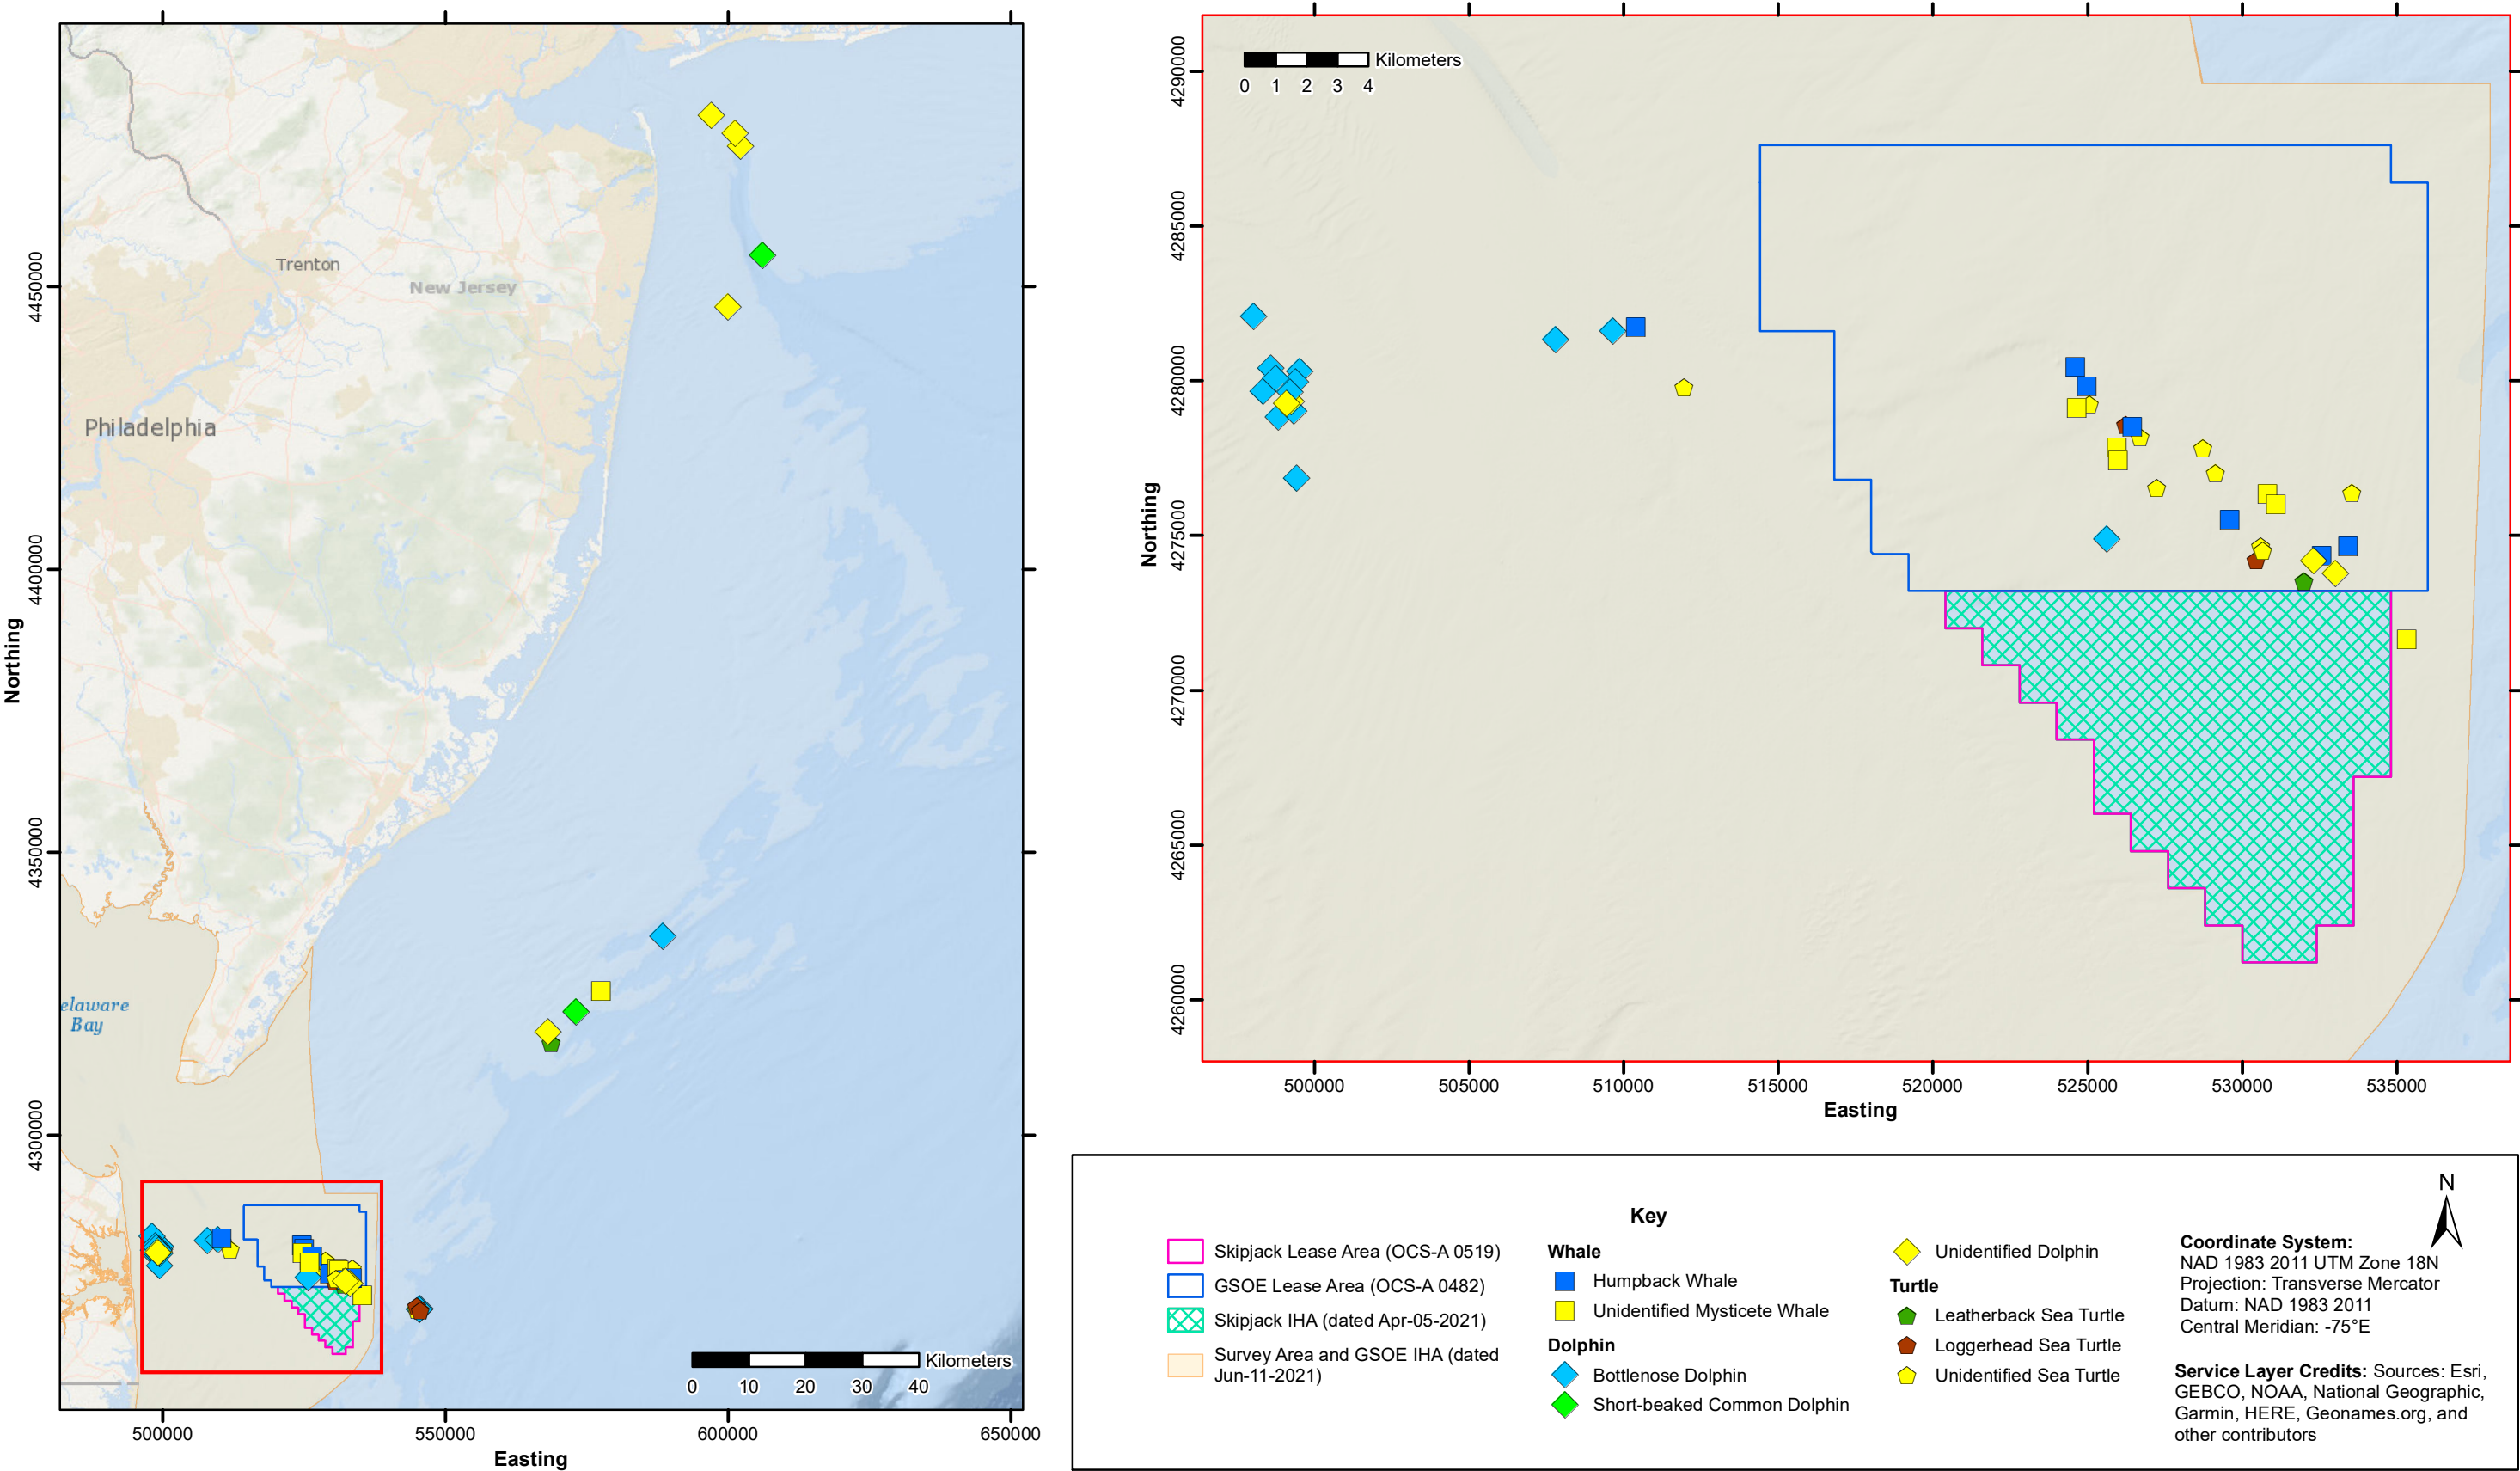 Trenton
New Jersey
Philadelphia
elaware
Bay
Northing
4450000
4400000
4350000
4300000
Kilometers
0 10 20 30 40
500000 550000 600000 650000
Easting
Kilometers
0 1 2 3 4
Northing
4290000
4285000
4280000
4275000
4270000
4265000
4260000
500000 505000 510000 515000 520000 525000 530000 535000
Easting
Key
Skipjack Lease Area (OCS-A 0519)
GSOE Lease Area (OCS-A 0482)
Skipjack IHA (dated Apr-05-2021)
Survey Area and GSOE IHA (dated
Jun-11-2021)
Whale
Humpback Whale
Unidentified Mysticete Whale
Dolphin
Bottlenose Dolphin
Short-beaked Common Dolphin
Unidentified Dolphin
Turtle
Leatherback Sea Turtle
Loggerhead Sea Turtle
Unidentified Sea Turtle
N
Coordinate System:
NAD 1983 2011 UTM Zone 18N
Projection: Transverse Mercator
Datum: NAD 1983 2011
Central Meridian: -75°E
Service Layer Credits: Sources: Esri,
GEBCO, NOAA, National Geographic,
Garmin, HERE, Geonames.org, and
other contributors